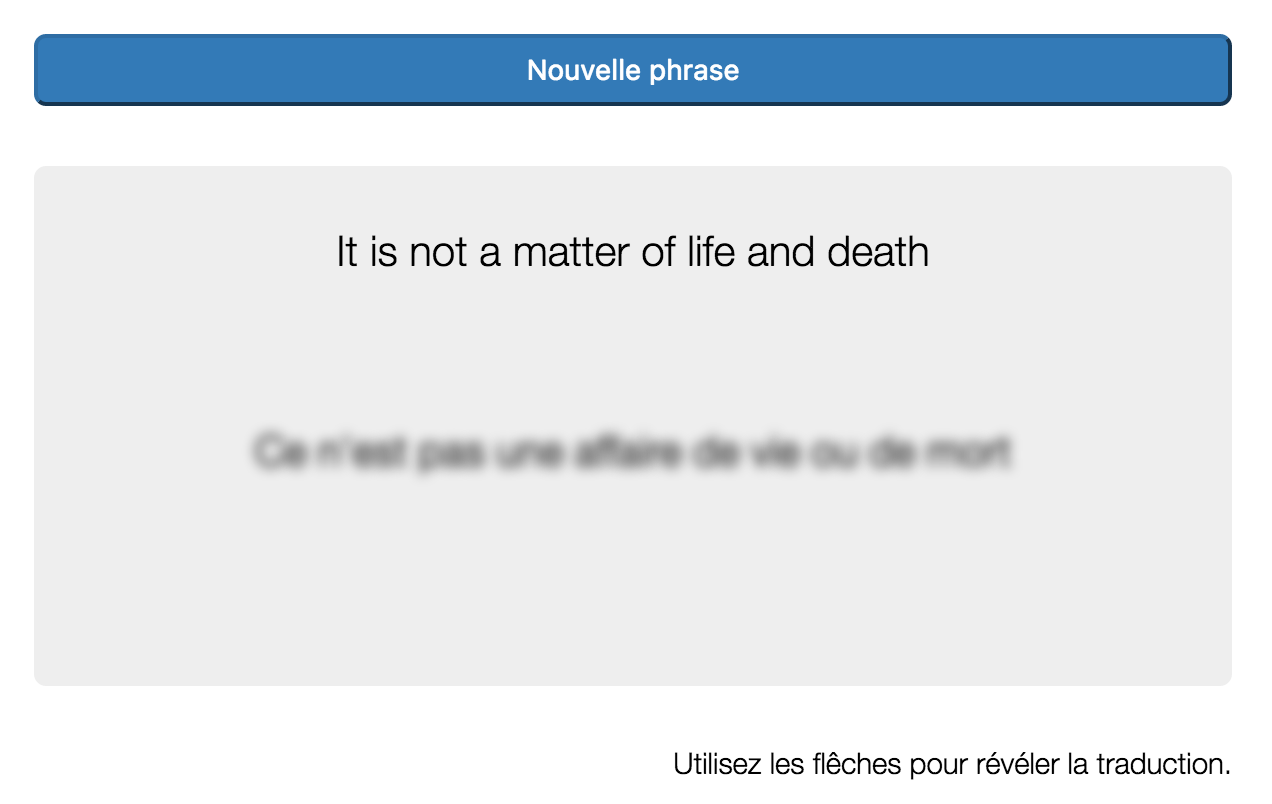 Nouvelle phrase
It is not a matter of life and death
Ce n'est pas une affaire de vie ou de mort
Utilisez les flêches pour révéler la traduction.